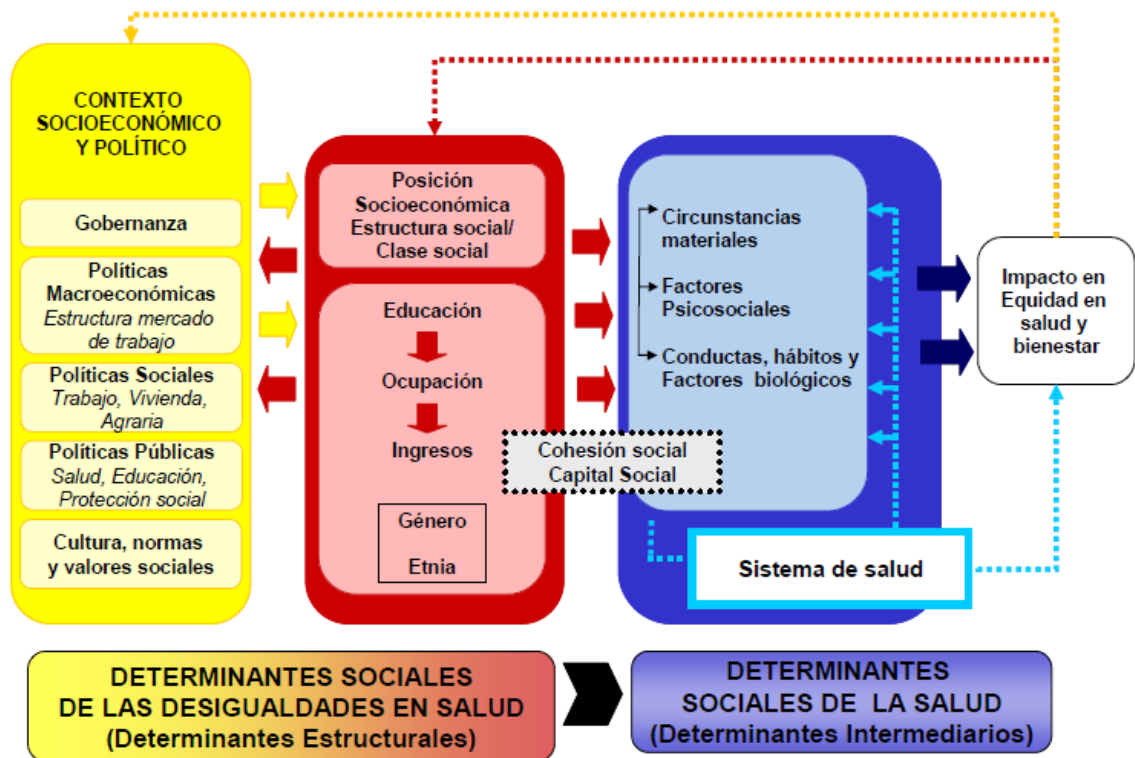 CONTEXTO
SOCIOECONÓMICO
Y POLÍTICO
Gobernanza
Políticas
Macroeconómicas
Estructura mercado
de trabajo
Políticas Sociales
Trabajo, Vivienda,
Agraria
Políticas Públicas
Salud, Educación,
Protección social
Cultura, normas
y valores sociales
Posición
Socioeconómica
Estructura social/
Clase social
Educación
Ocupación
Ingresos
Género
Etnia
Cohesión social
Capital Social
Circunstancias
materiales
Factores
Psicosociales
Conductas, hábitos y
Factores biológicos
Sistema de salud
Impacto en
Equidad en
salud y
bienestar
DETERMINANTES SOCIALES
DE LAS DESIGUALDADES EN SALUD
(Determinantes Estructurales)
DETERMINANTES
SOCIALES DE LA SALUD
(Determinantes Intermediarios)